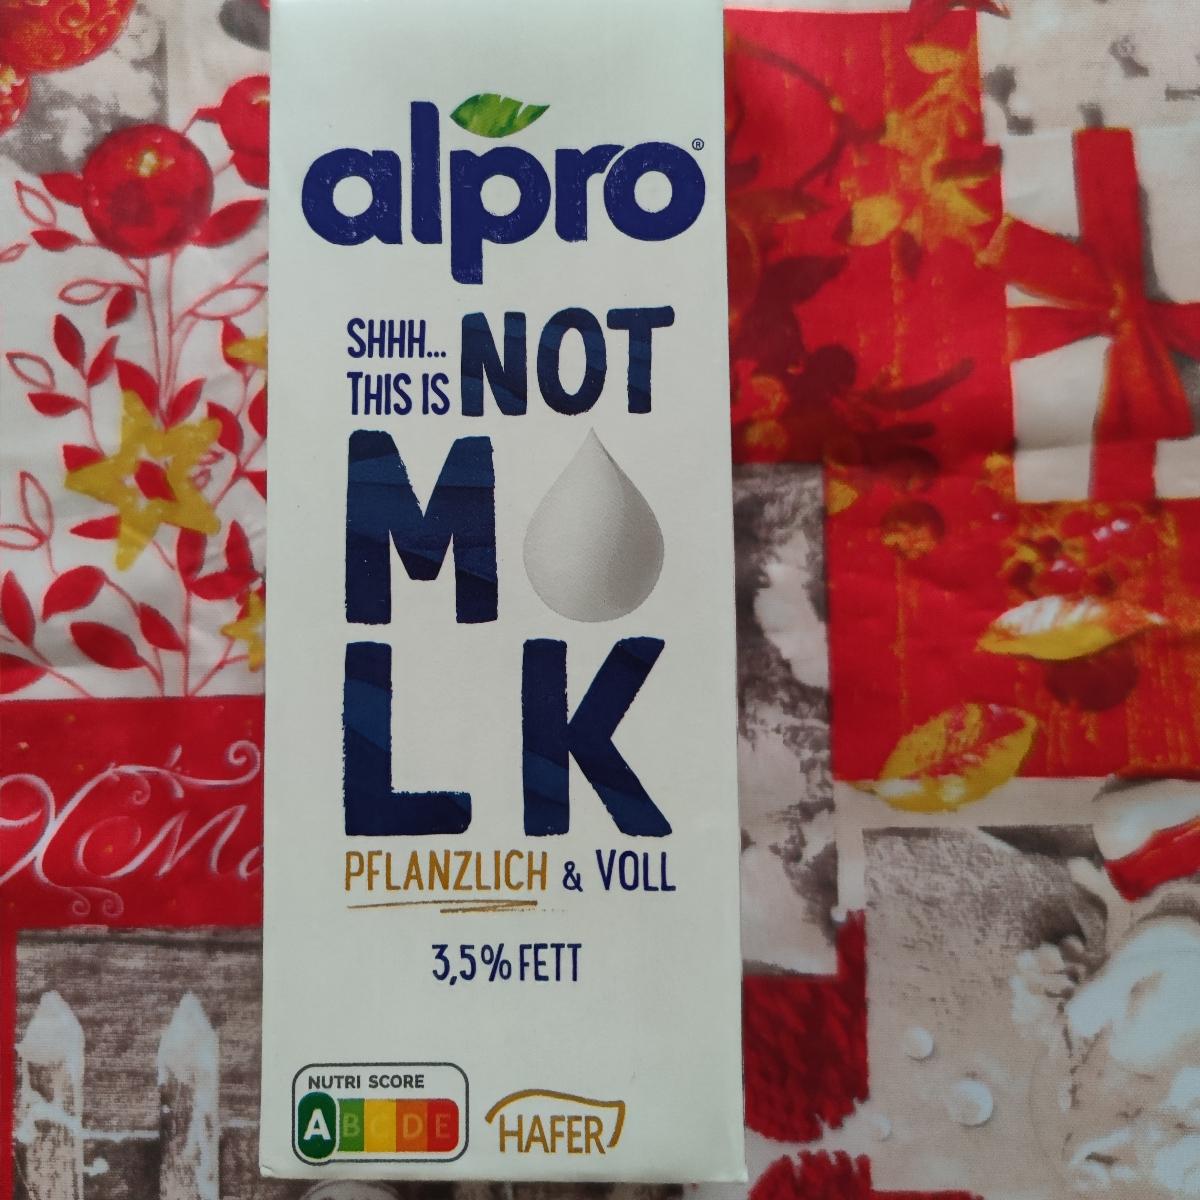 alpro®
SHHH... THIS IS NOT
M LK
PFLANZLICH & VOLL
3,5% FETT
NUTRI SCORE
A B C D E
HAFER